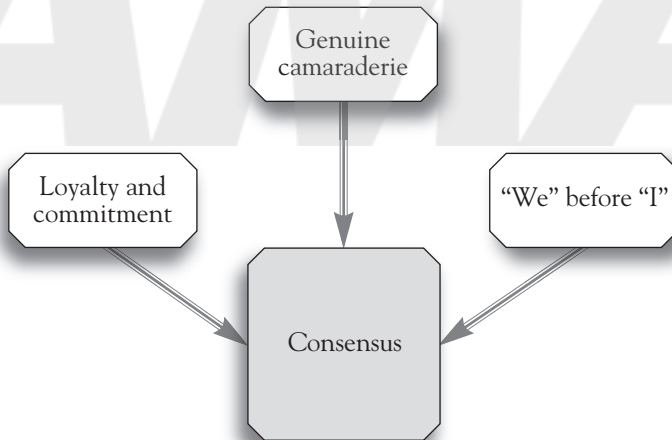 Genuine
camaraderie
Loyalty and
commitment
“We” before “I”
Consensus